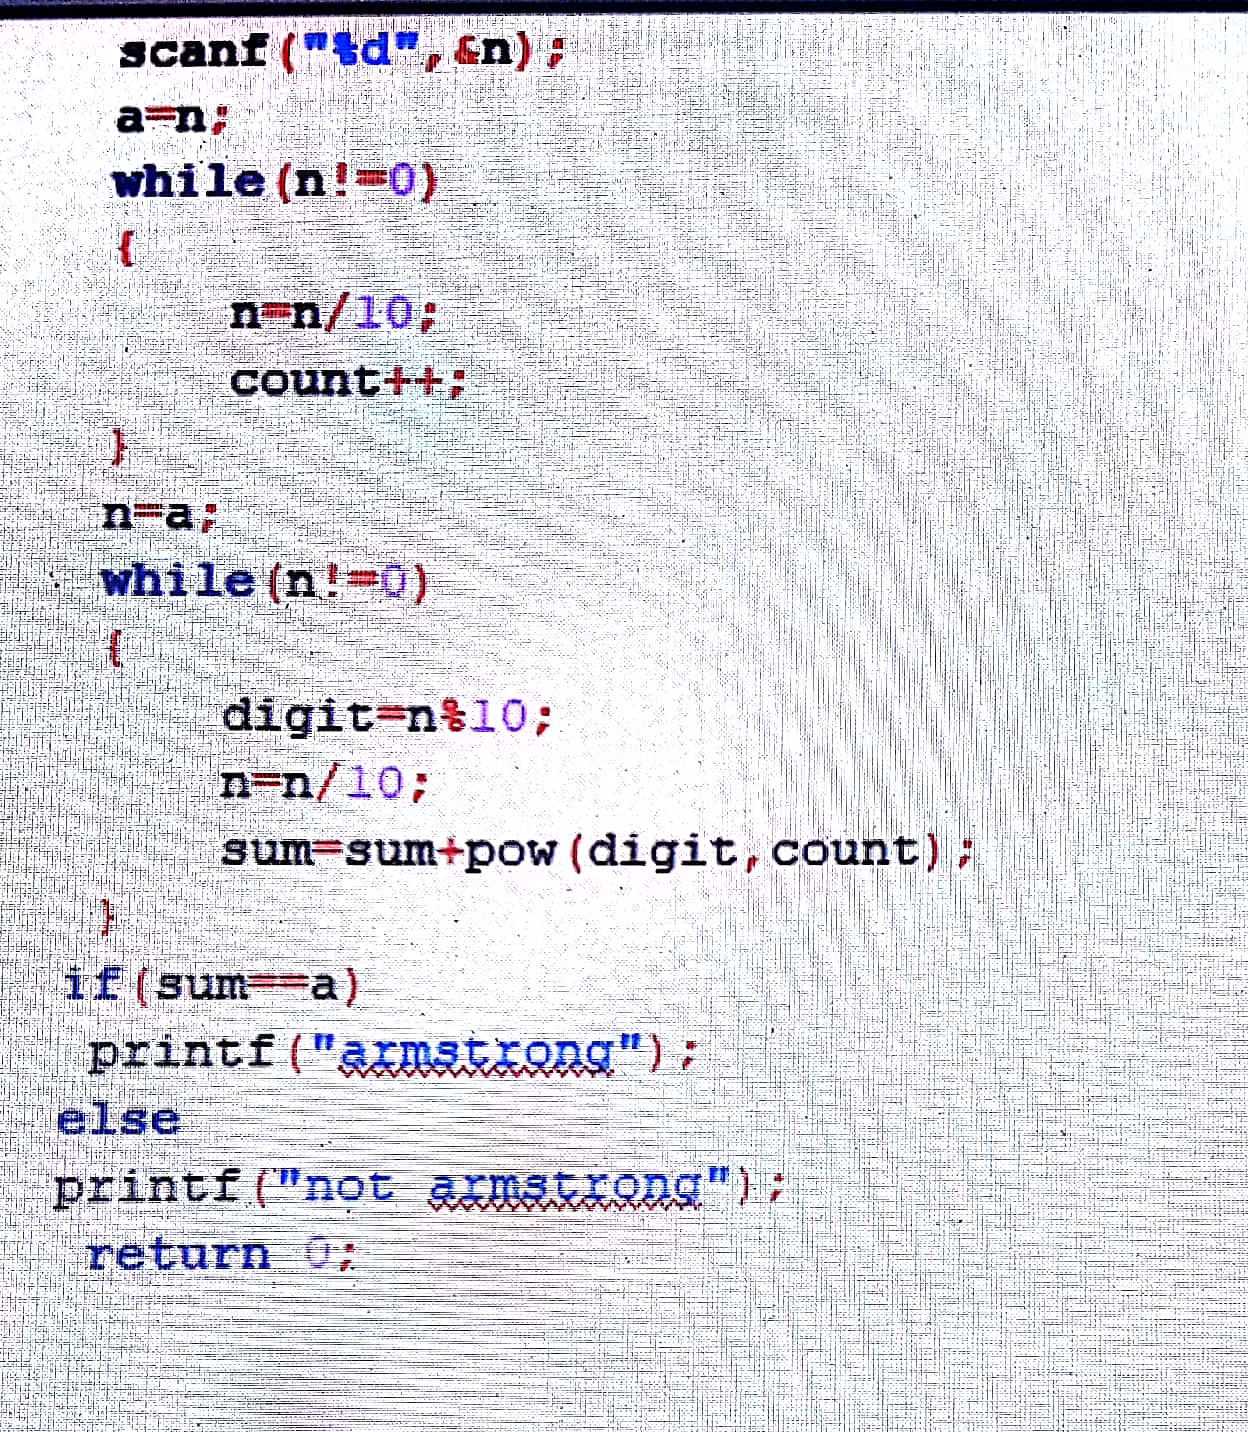 scanf("%d",&n);
a=n;
while(n!=0)
{
n=n/10;
count++;
}
n=a;
while(n!=0)
{
digit=n%10;
n=n/10;
sum=sum+pow(digit,count);
}
if(sum==a)
printf("armstrong");
else
printf("not armstrong");
return 0;